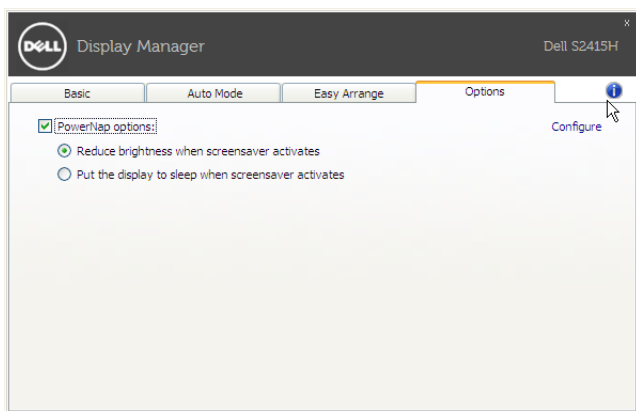 x
DELL Display Manager Dell S2415H
Basic Auto Mode Easy Arrange Options i
PowerNap options: Configure
Reduce brightness when screensaver activates
Put the display to sleep when screensaver activates